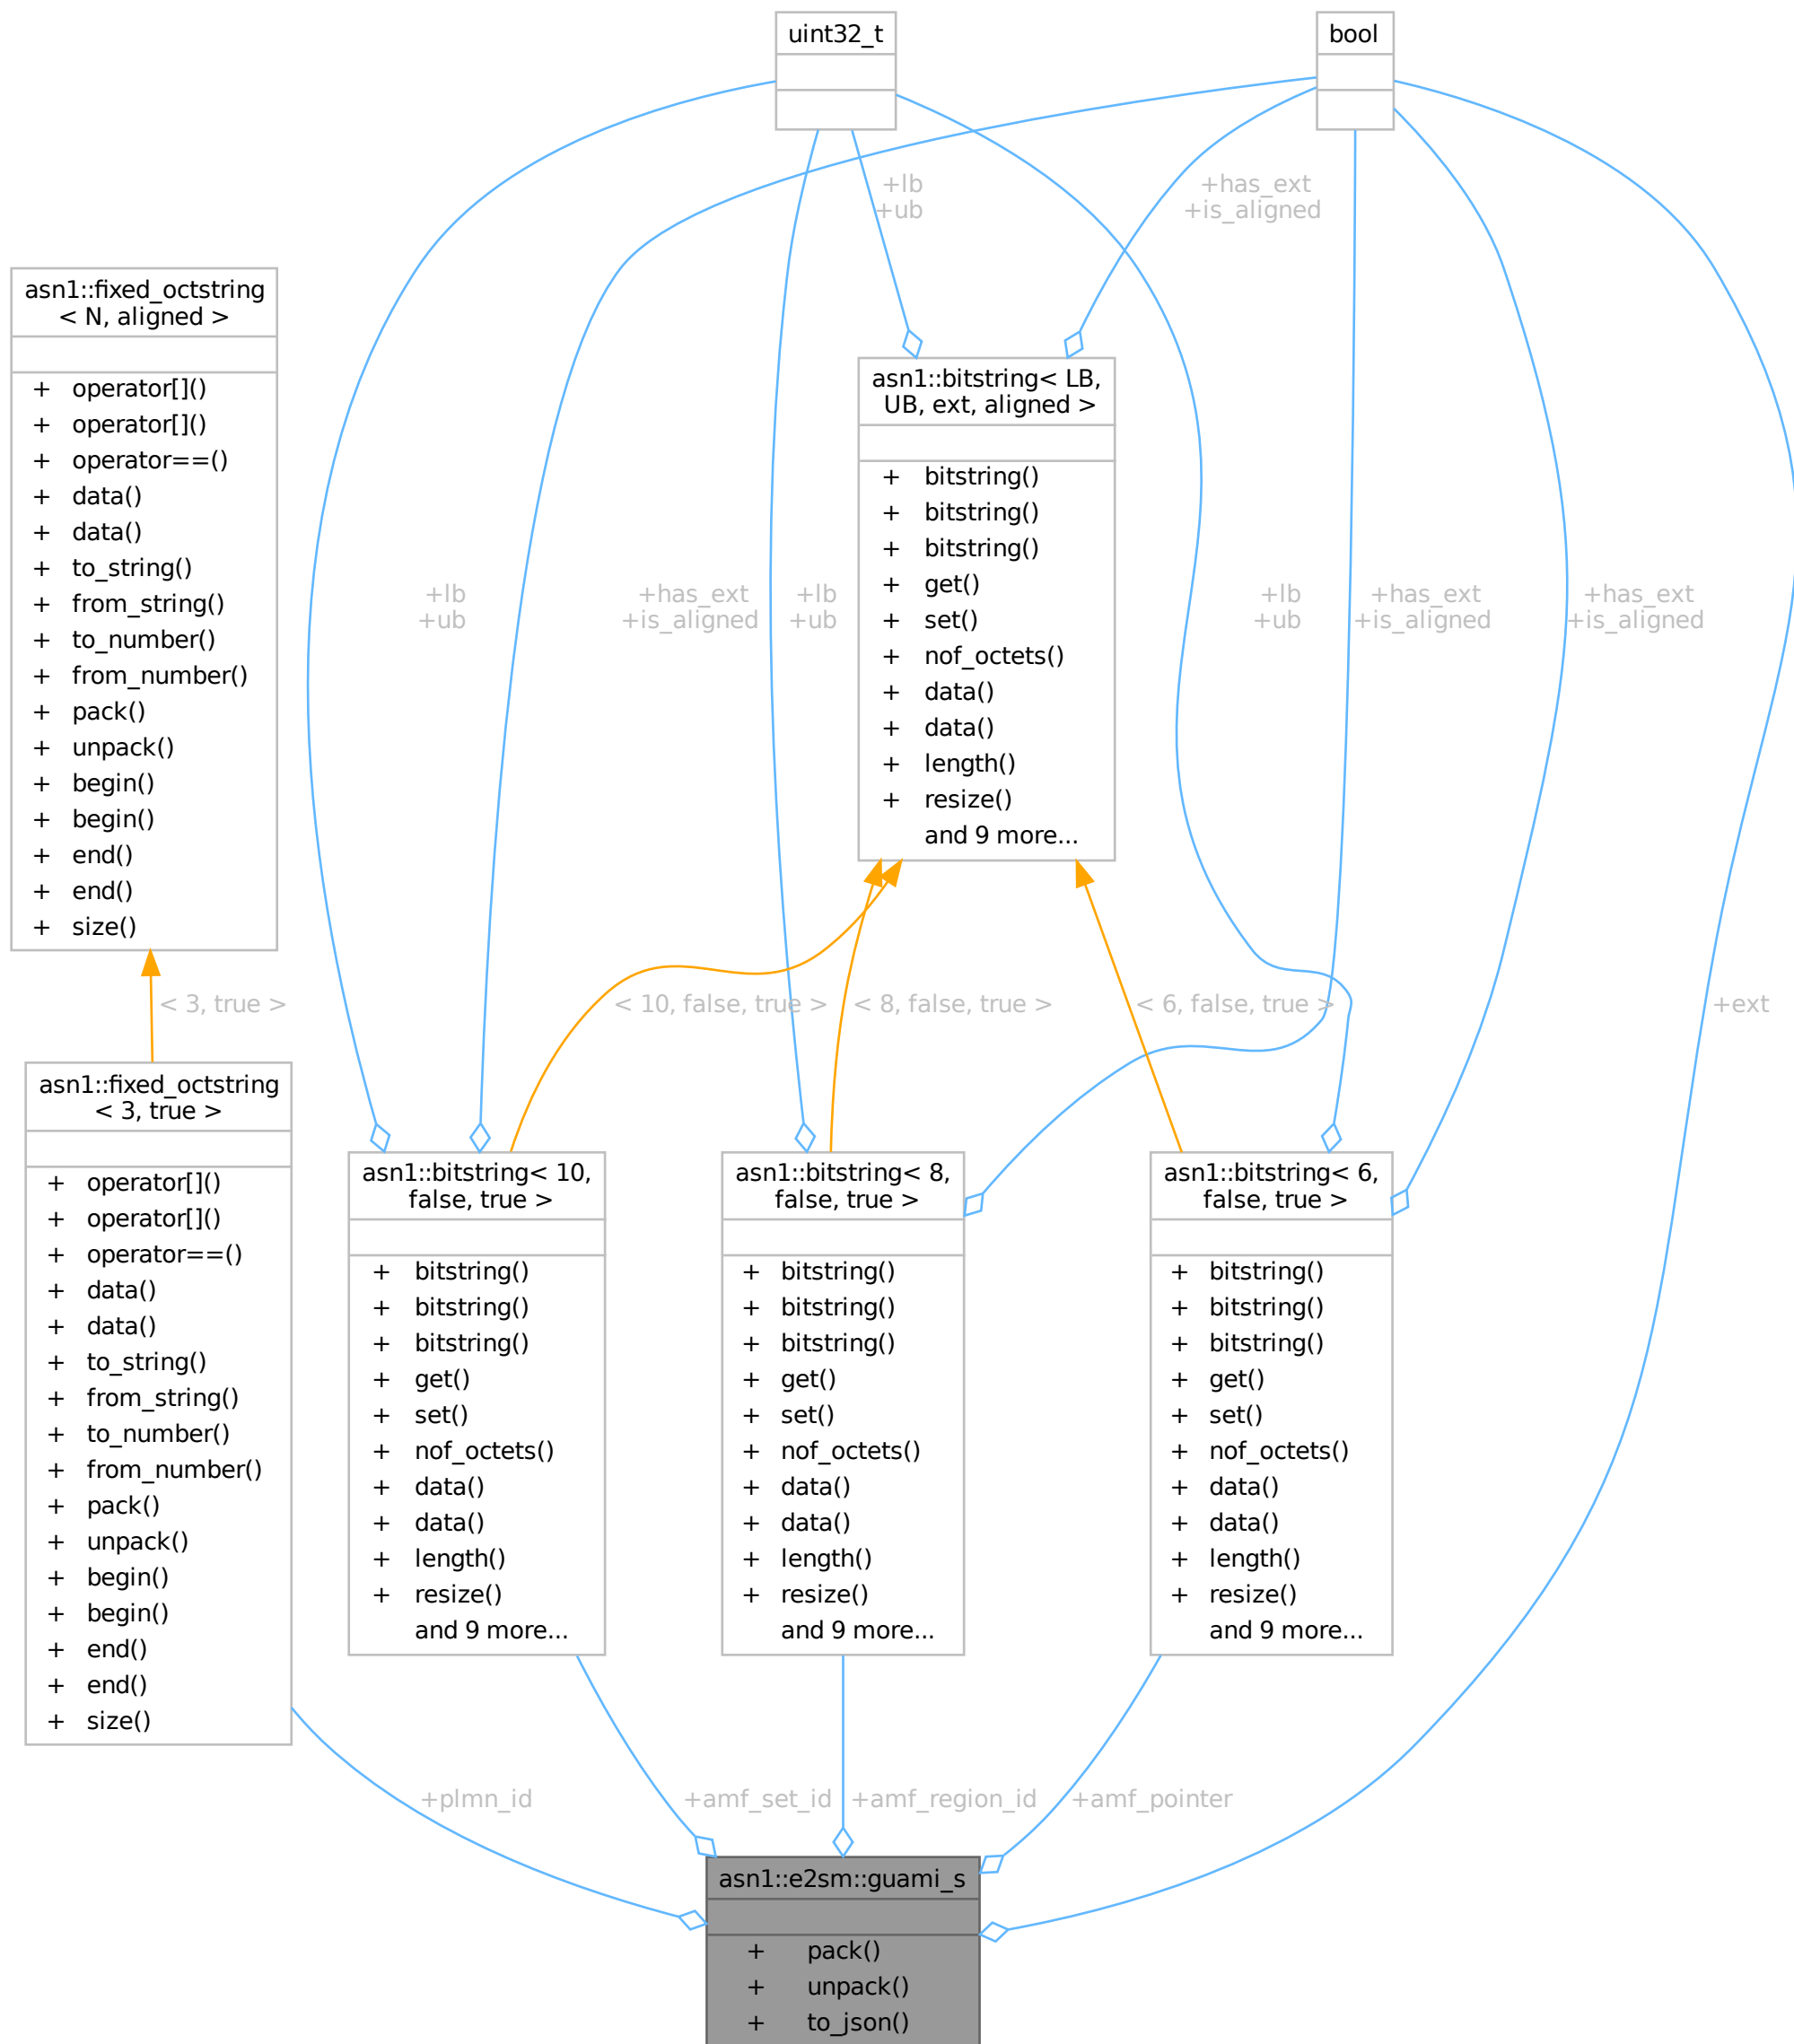 uint32_t
bool
+lb
+ub
+has_ext
+is_aligned
asn1::fixed_octstring
< N, aligned >
+ operator[]()
+ operator[]()
+ operator==()
+ data()
+ data()
+ to_string()
+ from_string()
+ to_number()
+ from_number()
+ pack()
+ unpack()
+ begin()
+ begin()
+ end()
+ end()
+ size()
asn1::bitstring< LB,
UB, ext, aligned >
+ bitstring()
+ bitstring()
+ bitstring()
+ get()
+ set()
+ nof_octets()
+ data()
+ data()
+ length()
+ resize()
and 9 more...
+lb
+ub
+has_ext
+is_aligned
+lb
+ub
+lb
+ub
+has_ext
+is_aligned
+has_ext
+is_aligned
< 3, true >
< 10, false, true >
< 8, false, true >
< 6, false, true >
+ext
asn1::fixed_octstring
< 3, true >
+ operator[]()
+ operator[]()
+ operator==()
+ data()
+ data()
+ to_string()
+ from_string()
+ to_number()
+ from_number()
+ pack()
+ unpack()
+ begin()
+ begin()
+ end()
+ end()
+ size()
asn1::bitstring< 10,
false, true >
+ bitstring()
+ bitstring()
+ bitstring()
+ get()
+ set()
+ nof_octets()
+ data()
+ data()
+ length()
+ resize()
and 9 more...
asn1::bitstring< 8,
false, true >
+ bitstring()
+ bitstring()
+ bitstring()
+ get()
+ set()
+ nof_octets()
+ data()
+ data()
+ length()
+ resize()
and 9 more...
asn1::bitstring< 6,
false, true >
+ bitstring()
+ bitstring()
+ bitstring()
+ get()
+ set()
+ nof_octets()
+ data()
+ data()
+ length()
+ resize()
and 9 more...
+plmn_id
+amf_set_id
+amf_region_id
+amf_pointer
asn1::e2sm::guami_s
+ pack()
+ unpack()
+ to_json()